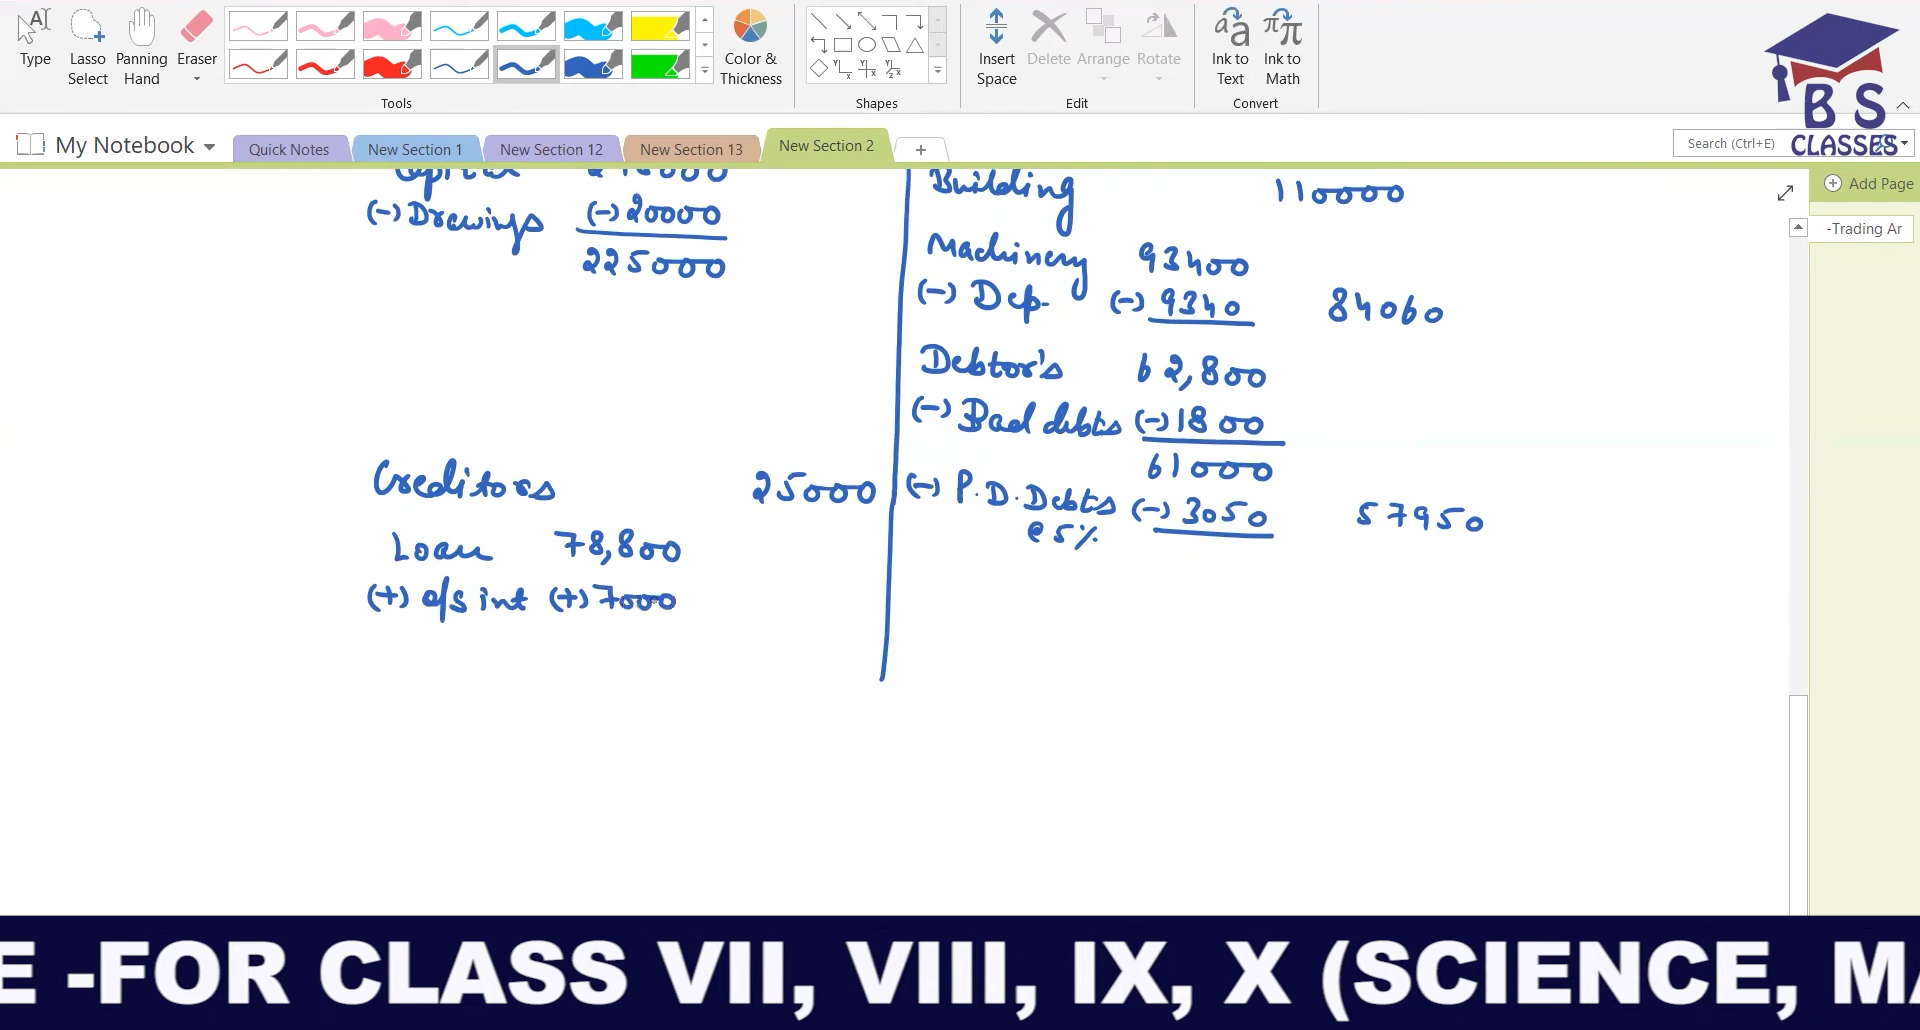 Type
Lasso Select
Panning Hand
Eraser
Color & Thickness
Insert Space
Delete
Arrange
Rotate
Ink to Text
Ink to Math
Tools
Shapes
Edit
Convert
BS
CLASSES
My Notebook
Quick Notes
New Section 1
New Section 12
New Section 13
New Section 2
+
Search (Ctrl+E)
Add Page
-Trading Ar
Capital
(-) Drawings (-) 20000
225000
Creditors 25000
Loan 78,800
(+) o/s int (+) 7000
Building 110000
Machinery 93400
(-) Dep. (-) 9340 84060
Debtor's 62,800
(-) Bad debts (-) 1800
61000
(-) P.D. Debts (-) 3050 57950
@ 5%
E -FOR CLASS VII, VIII, IX, X (SCIENCE, MA